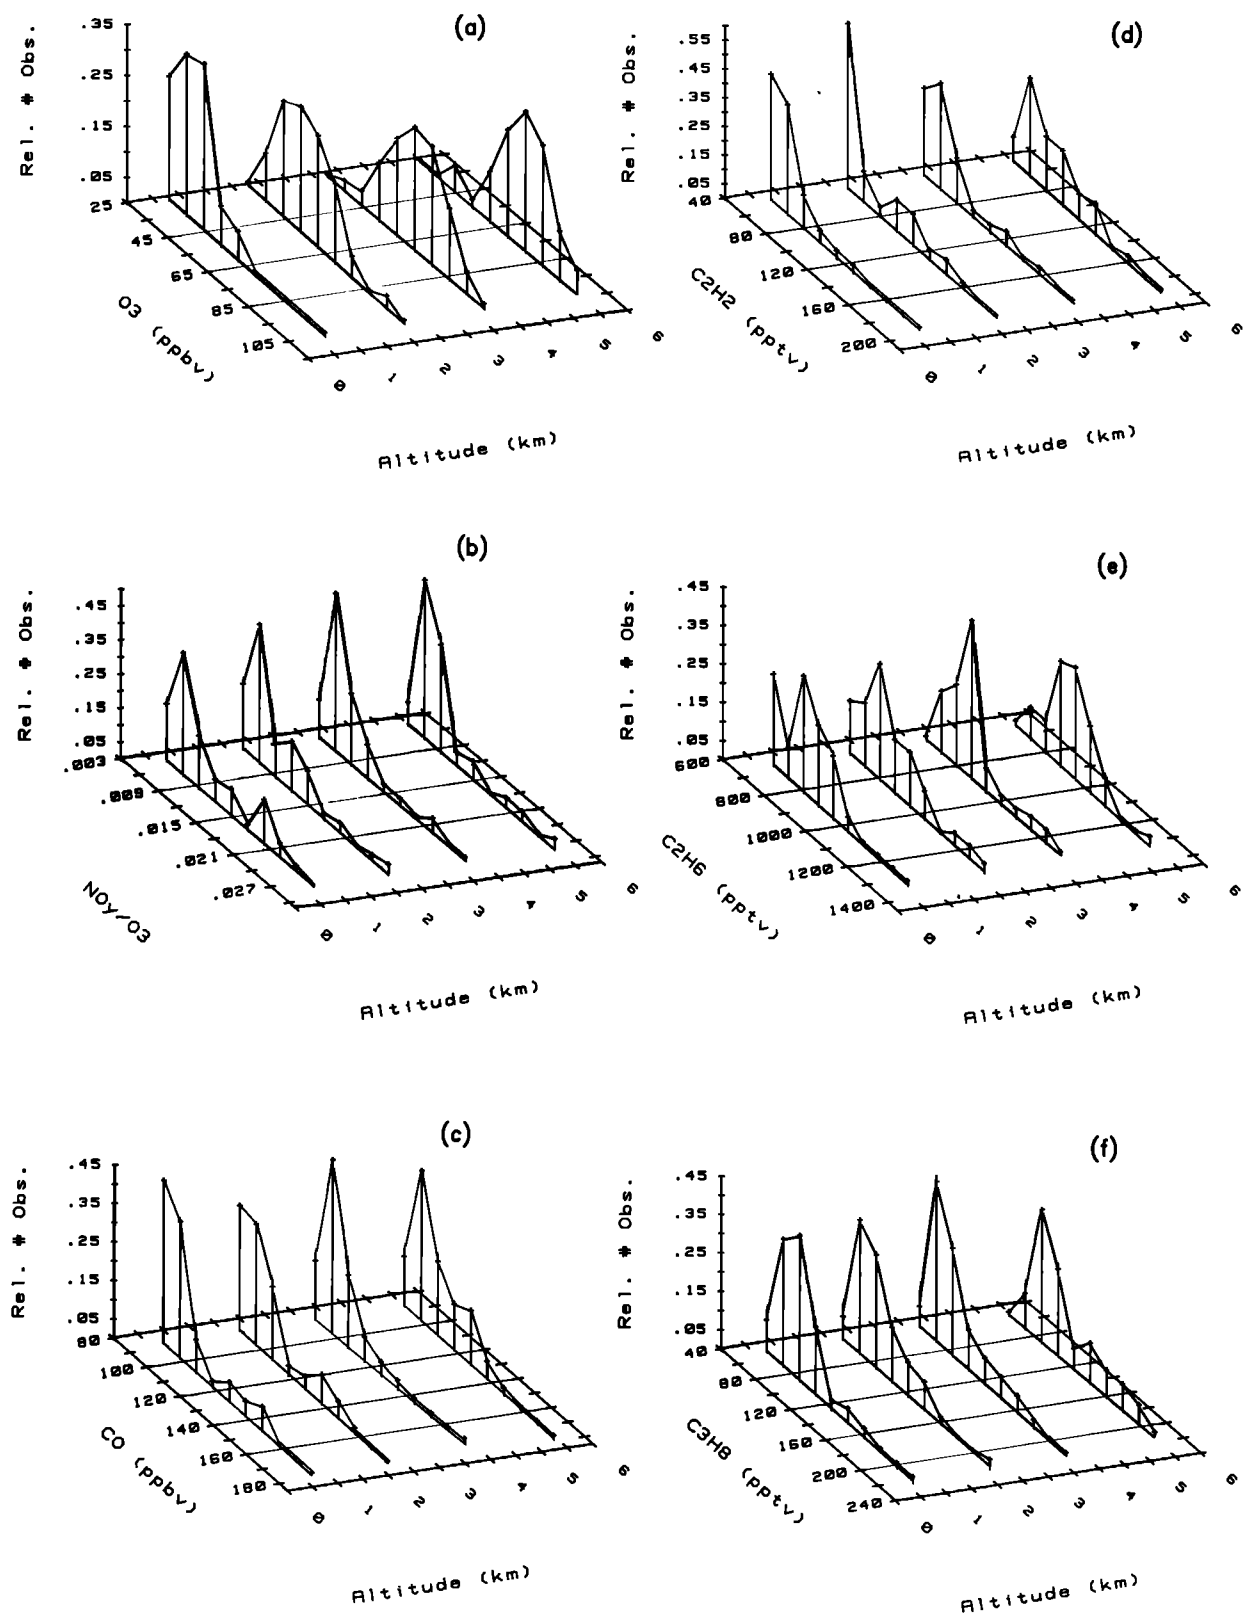 (a)
Rel. # Obs.
.35
.25
.15
.05
25
45
65
85
105
O3 (ppbv)
0 1 2 3 4 5 6
Altitude (km)
(d)
Rel. # Obs.
.55
.45
.35
.25
.15
.05
40
80
120
160
200
C2H2 (pptv)
0 1 2 3 4 5 6
Altitude (km)
(b)
Rel. # Obs.
.45
.35
.25
.15
.05
.003
.009
.015
.021
.027
NOy/O3
0 1 2 3 4 5 6
Altitude (km)
(e)
Rel. # Obs.
.45
.35
.25
.15
.05
600
800
1000
1200
1400
C2H6 (pptv)
0 1 2 3 4 5 6
Altitude (km)
(c)
Rel. # Obs.
.45
.35
.25
.15
.05
80
100
120
140
160
180
CO (ppbv)
0 1 2 3 4 5 6
Altitude (km)
(f)
Rel. # Obs.
.45
.35
.25
.15
.05
40
80
120
160
200
240
C3H8 (pptv)
0 1 2 3 4 5 6
Altitude (km)